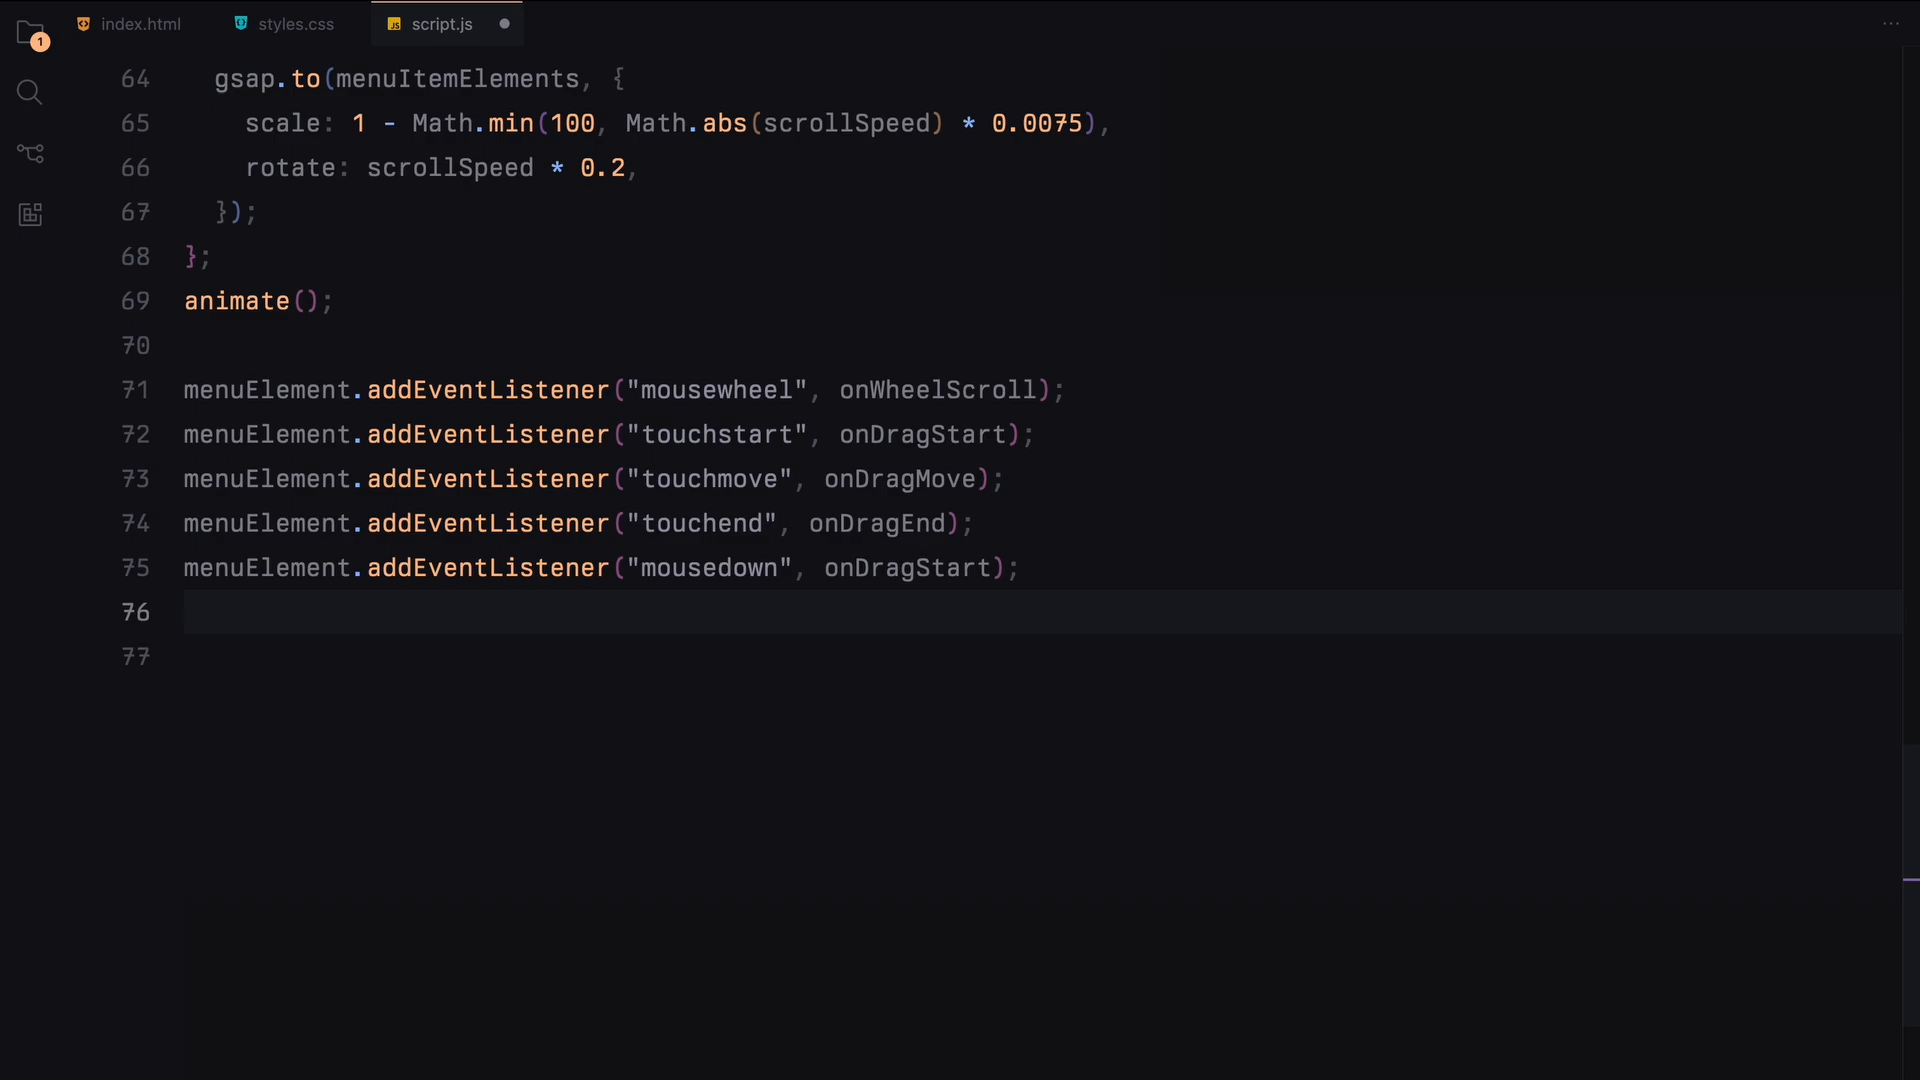 1
index.html
styles.css
JS script.js
...
64 gsap.to(menuItemElements, {
65 scale: 1 - Math.min(100, Math.abs(scrollSpeed) * 0.0075),
66 rotate: scrollSpeed * 0.2,
67 });
68 };
69 animate();
70
71 menuElement.addEventListener("mousewheel", onWheelScroll);
72 menuElement.addEventListener("touchstart", onDragStart);
73 menuElement.addEventListener("touchmove", onDragMove);
74 menuElement.addEventListener("touchend", onDragEnd);
75 menuElement.addEventListener("mousedown", onDragStart);
76
77